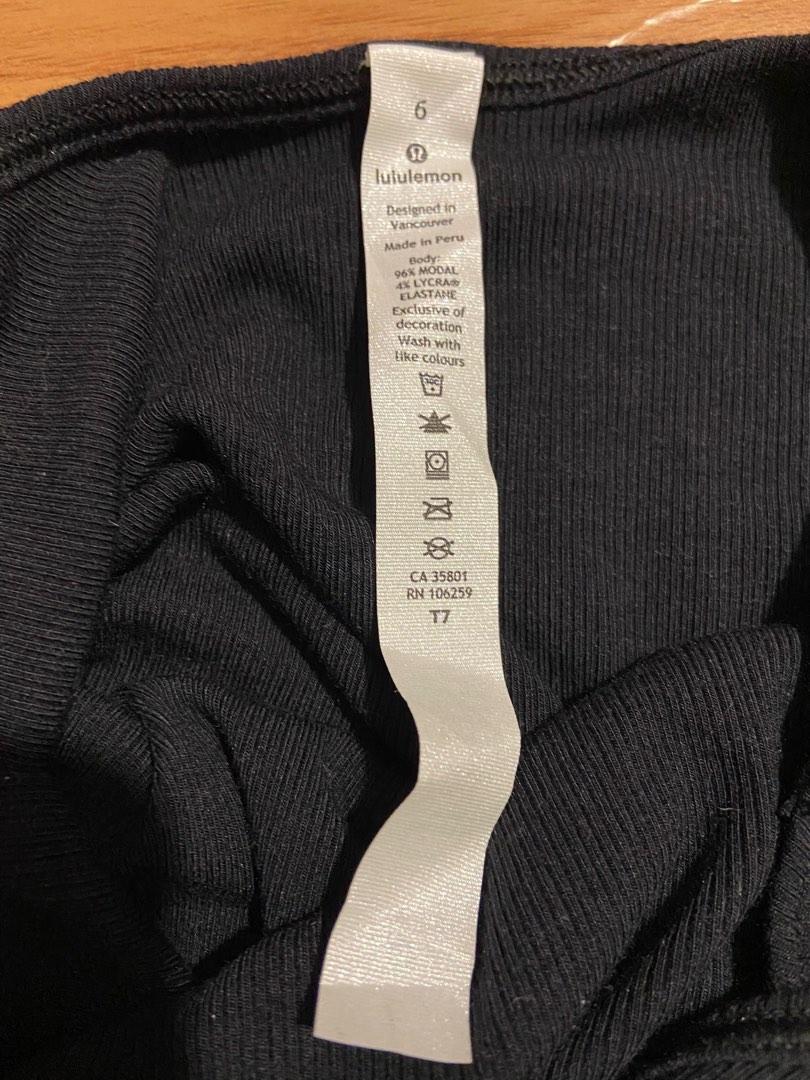 6
lululemon
Designed in
Vancouver
Made in Peru
Body:
96% MODAL
4% LYCRA®
ELASTANE
Exclusive of
decoration
Wash with
like colours
30C
CA 35801
RN 106259
T7